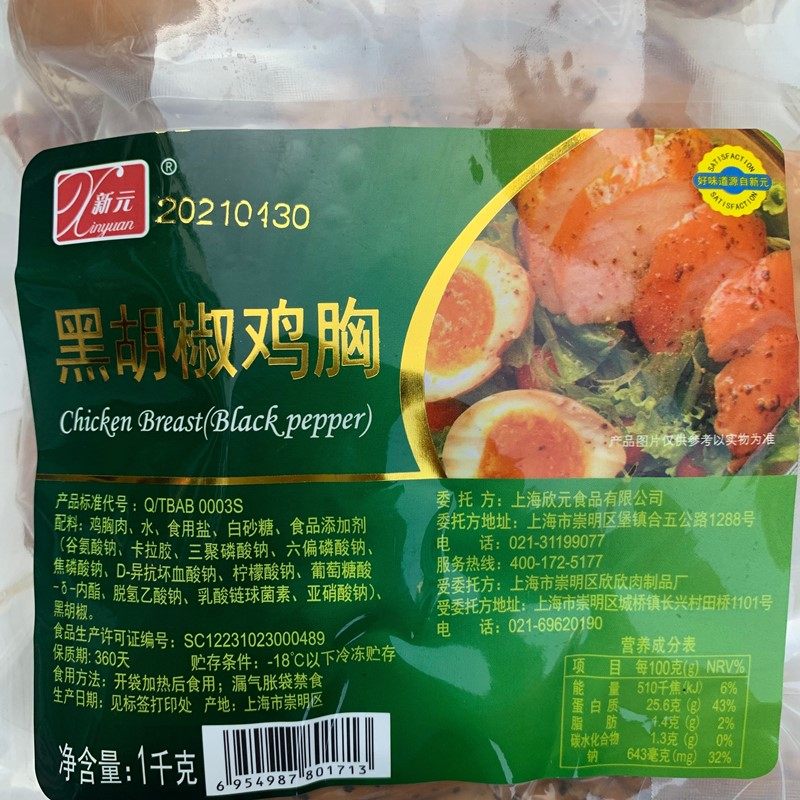 新元
Xinyuan
®
20210130
SATISFACTION
好味道源自新元
SATISFACTION
黑胡椒鸡胸
Chicken Breast(Black pepper)
产品图片仅供参考以实物为准
产品标准代号：Q/TBAB 0003S
配料：鸡胸肉、水、食用盐、白砂糖、食品添加剂
（谷氨酸钠、卡拉胶、三聚磷酸钠、六偏磷酸钠、
焦磷酸钠、D-异抗坏血酸钠、柠檬酸钠、葡萄糖酸
-δ-内酯、脱氢乙酸钠、乳酸链球菌素、亚硝酸钠）、
黑胡椒。
食品生产许可证编号：SC12231023000489
保质期：360天 贮存条件：-18℃以下冷冻贮存
食用方法：开袋加热后食用；漏气胀袋禁食
生产日期：见标签打印处 产地：上海市崇明区
净含量：1千克
6 954987 801713
委托方：上海欣元食品有限公司
委托方地址：上海市崇明区堡镇合五公路1288号
电话：021-31199077
服务热线：400-172-5177
受委托方：上海市崇明区欣欣肉制品厂
受委托方地址：上海市崇明区城桥镇长兴村田桥1101号
电话：021-69620190
营养成分表
项目 每100克(g) NRV%
能量 510千焦(kJ) 6%
蛋白质 25.6克(g) 43%
脂肪 1.4克(g) 2%
碳水化合物 1.3克(g) 0%
钠 643毫克(mg) 32%